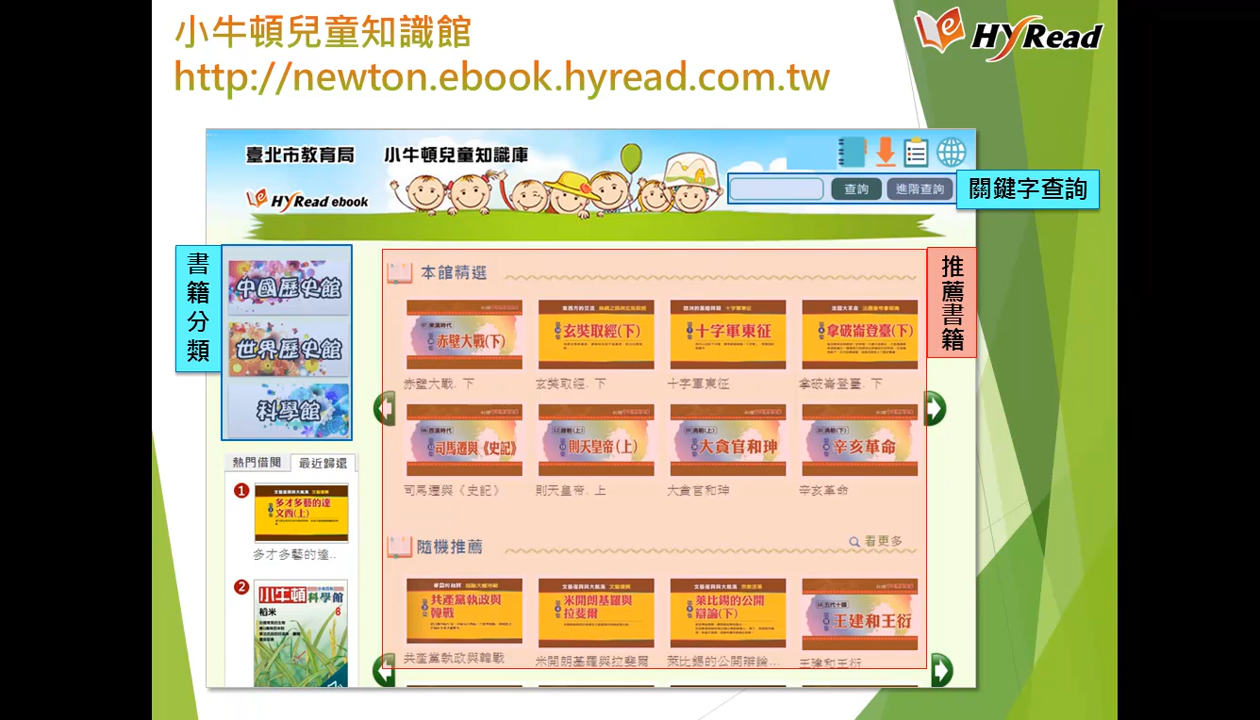 小牛頓兒童知識館
http://newton.ebook.hyread.com.tw
HyRead
臺北市教育局
小牛頓兒童知識庫
HyRead ebook
查詢
進階查詢
關鍵字查詢
書籍分類
中國歷史館
世界歷史館
科學館
推薦書籍
本館精選
赤壁大戰(下)
玄奘取經(下)
十字軍東征
拿破崙登臺(下)
赤壁大戰. 下
玄奘取經. 下
十字軍東征
拿破崙登臺. 下
司馬遷與《史記》
則天皇帝(上)
大貪官和珅
辛亥革命
司馬遷與《史記》
則天皇帝. 上
大貪官和珅
辛亥革命
熱門借閱
最近歸還
1
多才多藝的達文西(上)
多才多藝的達..
2
小牛頓科學館
稻米
6
隨機推薦
看更多
共產黨執政與韓戰
米開朗基羅與拉斐爾
萊比錫的公開辯論(下)
王建和王衍
共產黨執政與韓戰
米開朗基羅與拉斐爾
萊比錫的公開辯論...
王建和王衍